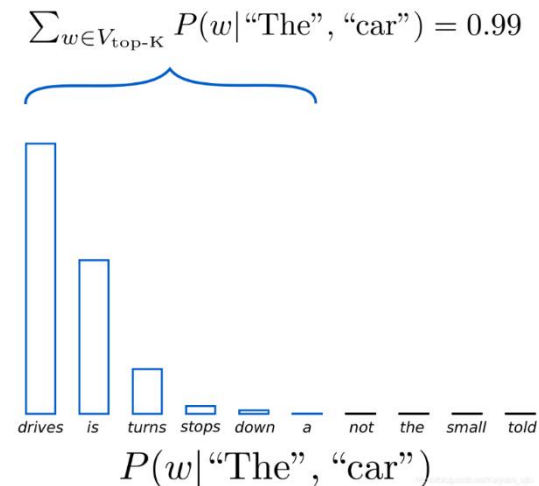 ∑w∈Vtop-K P(w|“The”, “car”) = 0.99
drives is turns stops down a not the small told
P(w|“The”, “car”)